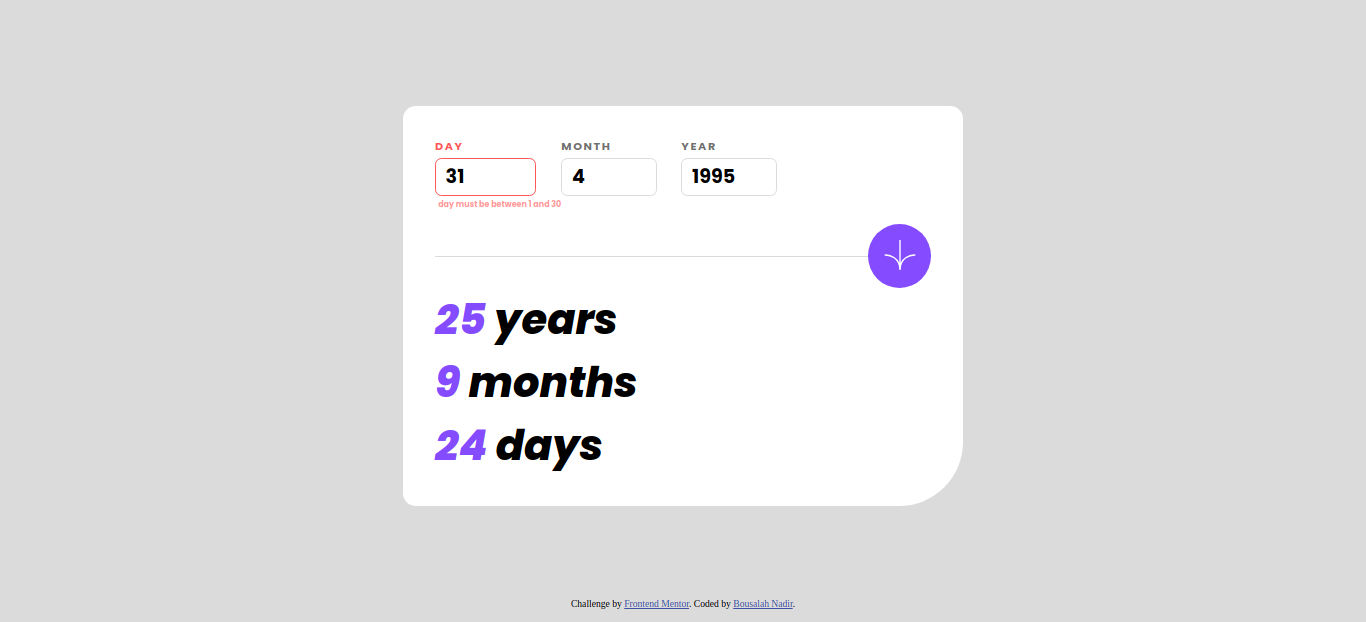 DAY MONTH YEAR
31 4 1995
day must be between 1 and 30
25 years
9 months
24 days
Challenge by Frontend Mentor. Coded by Bousalah Nadir.